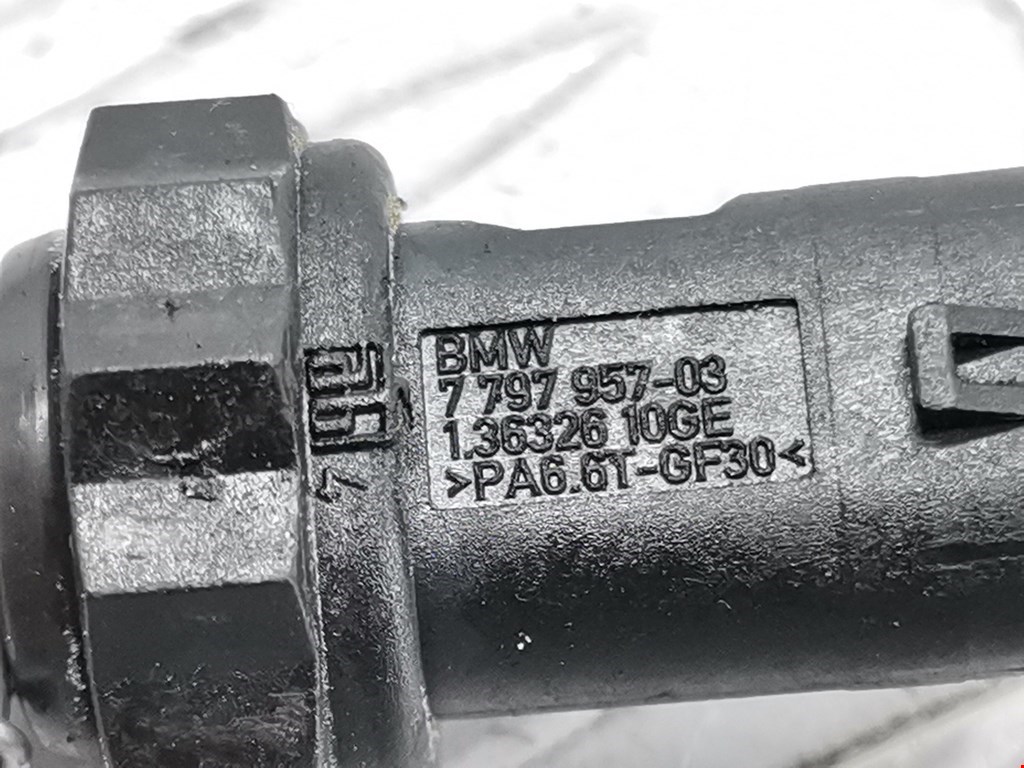 BMW
7 797 957-03
1.36326 10GE
>PA6.6T-GF30<